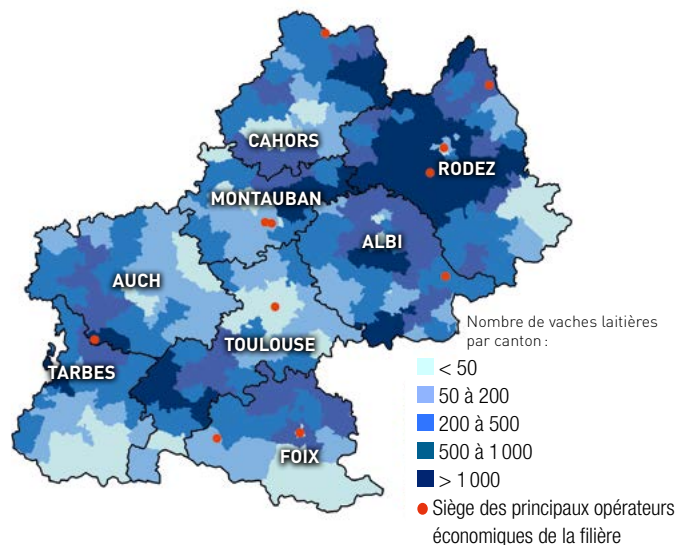 CAHORS
RODEZ
MONTAUBAN
ALBI
AUCH
TOULOUSE
TARBES
FOIX
Nombre de vaches laitières
par canton :
< 50
50 à 200
200 à 500
500 à 1 000
> 1 000
Siège des principaux opérateurs
économiques de la filière